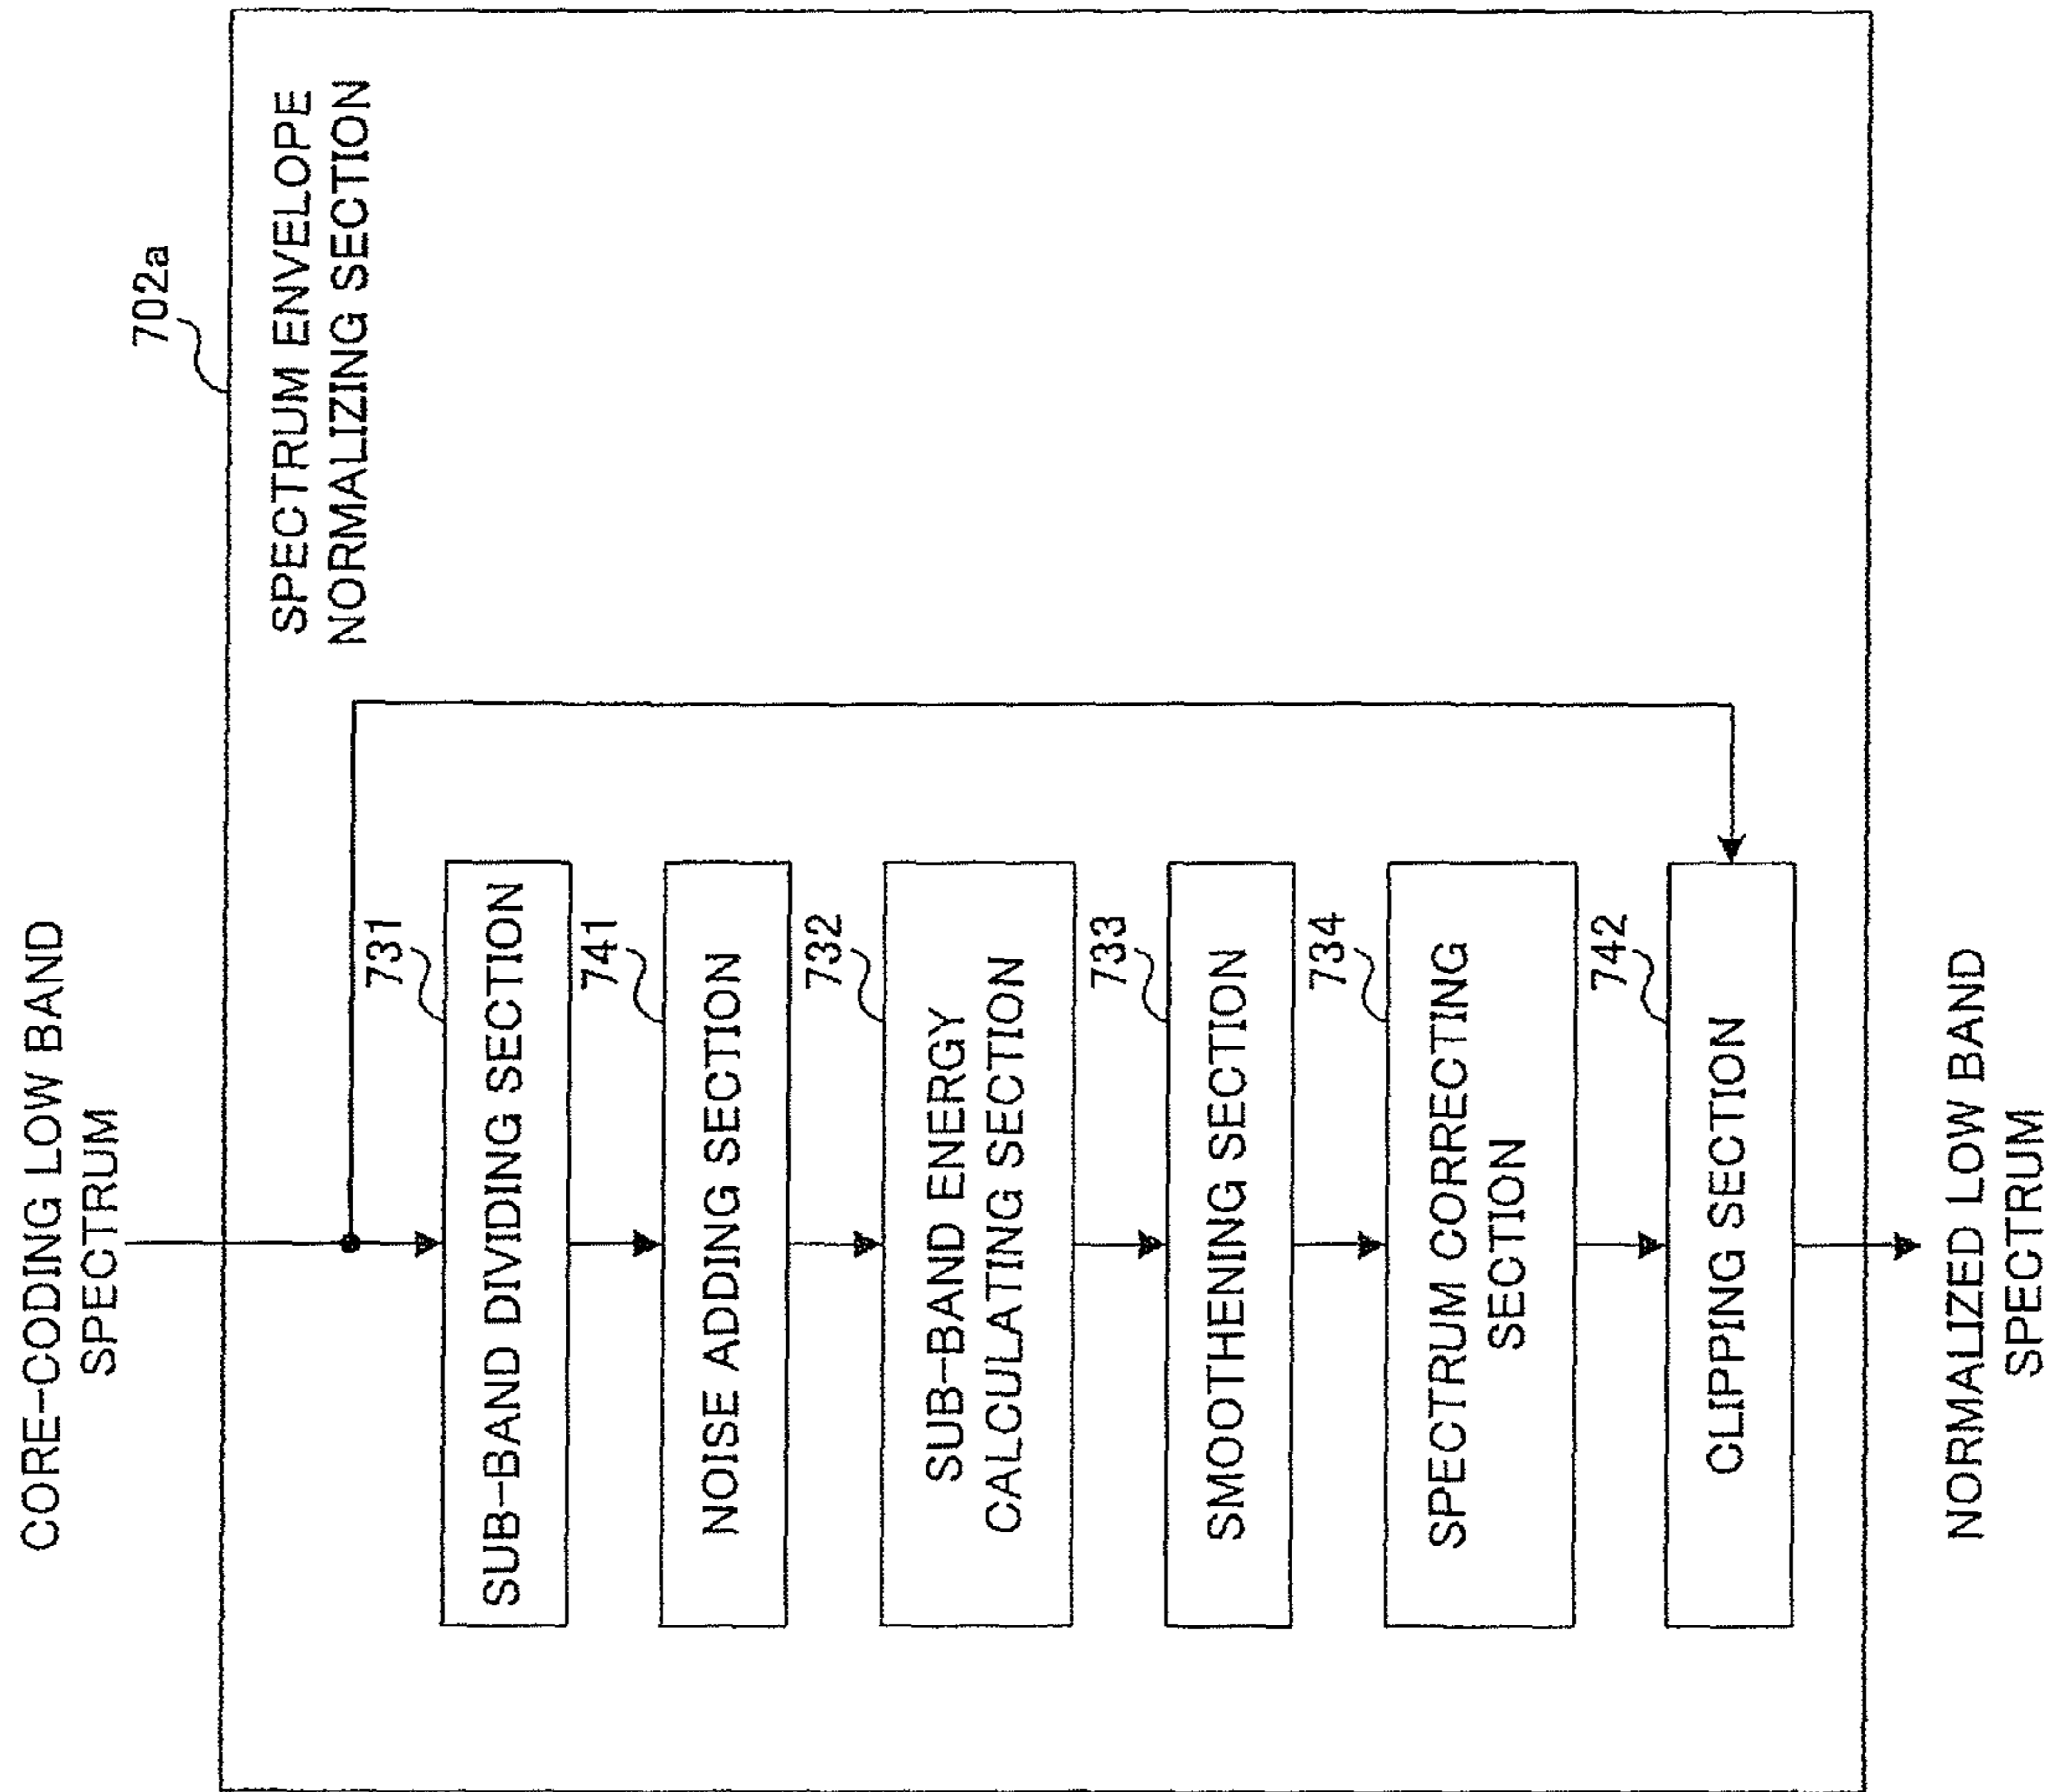 CORE-CODING LOW BAND
SPECTRUM
702a
SPECTRUM ENVELOPE
NORMALIZING SECTION
731
SUB-BAND DIVIDING SECTION
741
NOISE ADDING SECTION
732
SUB-BAND ENERGY
CALCULATING SECTION
733
SMOOTHENING SECTION
734
SPECTRUM CORRECTING
SECTION
742
CLIPPING SECTION
NORMALIZED LOW BAND
SPECTRUM